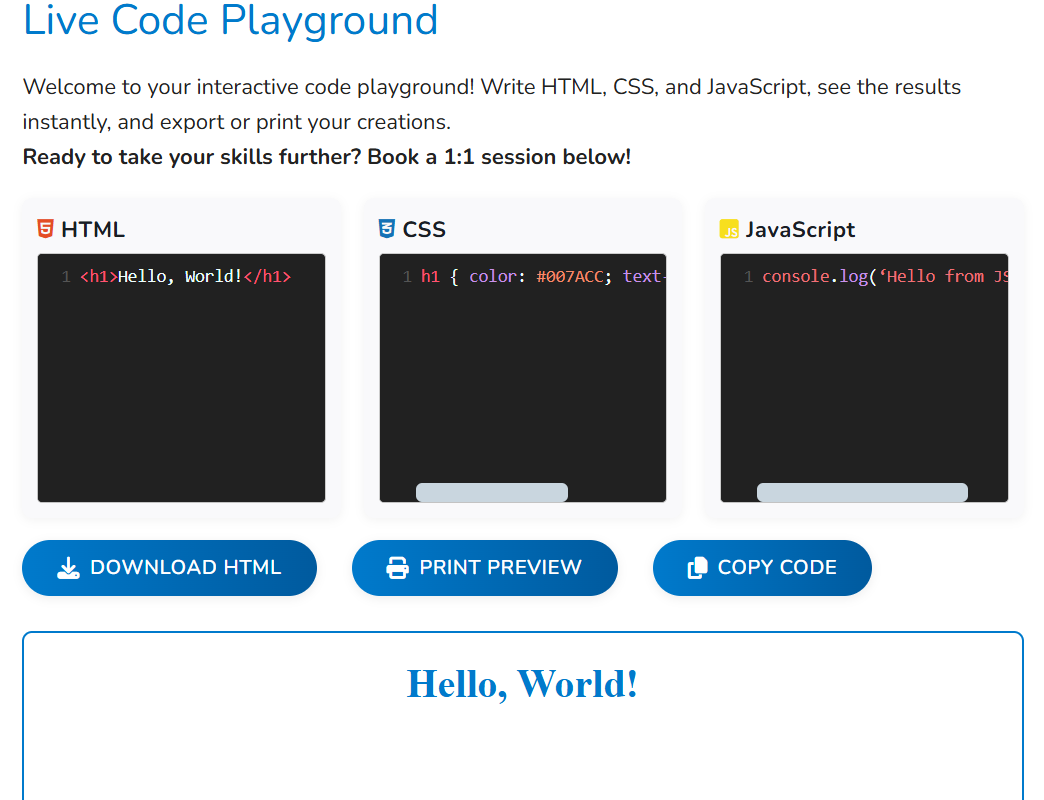 Live Code Playground
Welcome to your interactive code playground! Write HTML, CSS, and JavaScript, see the results
instantly, and export or print your creations.
Ready to take your skills further? Book a 1:1 session below!
HTML
1 <h1>Hello, World!</h1>
CSS
1 h1 { color: #007ACC; text-
JS JavaScript
1 console.log(‘Hello from JS
DOWNLOAD HTML
PRINT PREVIEW
COPY CODE
Hello, World!